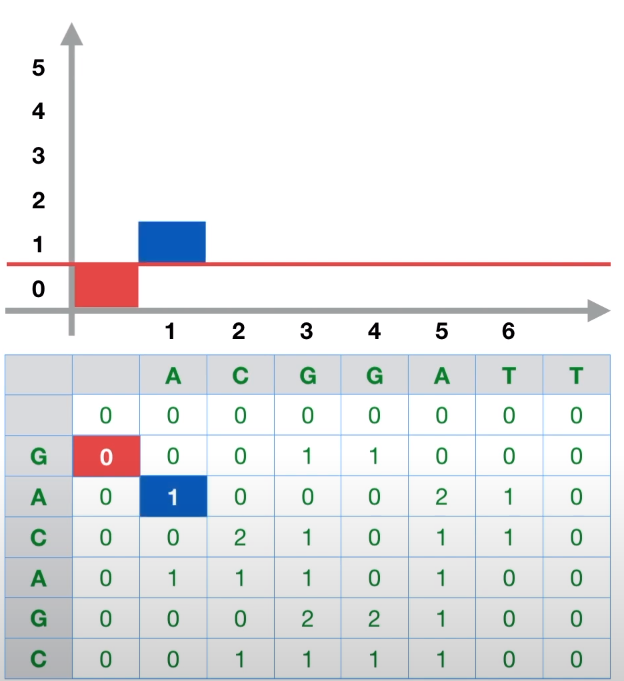 5
4
3
2
1
0
1 2 3 4 5 6
A C G G A T T
0 0 0 0 0 0 0 0
G 0 0 0 1 1 0 0 0
A 0 1 0 0 0 2 1 0
C 0 0 2 1 0 1 1 0
A 0 1 1 1 0 1 0 0
G 0 0 0 2 2 1 0 0
C 0 0 1 1 1 1 0 0